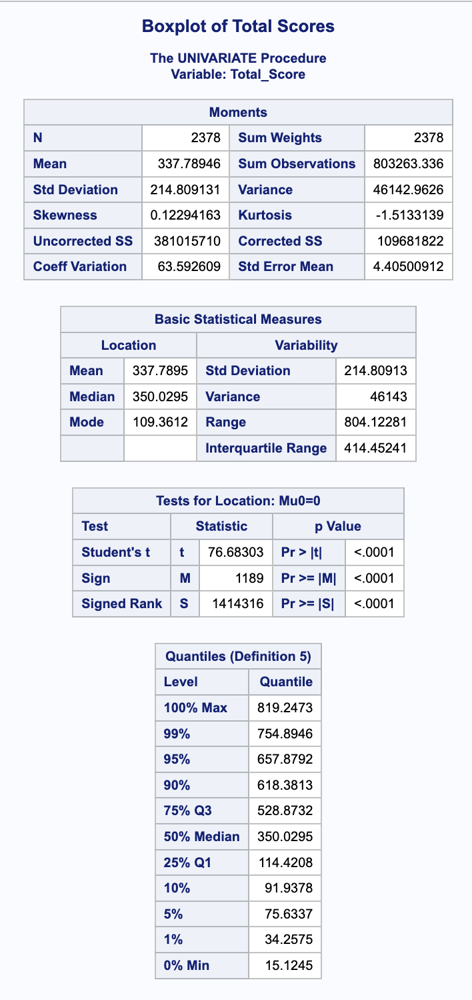 Boxplot of Total Scores
The UNIVARIATE Procedure
Variable: Total_Score
Moments
N 2378 Sum Weights 2378
Mean 337.78946 Sum Observations 803263.336
Std Deviation 214.809131 Variance 46142.9626
Skewness 0.12294163 Kurtosis -1.5133139
Uncorrected SS 381015710 Corrected SS 109681822
Coeff Variation 63.592609 Std Error Mean 4.40500912
Basic Statistical Measures
Location Variability
Mean 337.7895 Std Deviation 214.80913
Median 350.0295 Variance 46143
Mode 109.3612 Range 804.12281
Interquartile Range 414.45241
Tests for Location: Mu0=0
Test Statistic p Value
Student's t t 76.68303 Pr > |t| <.0001
Sign M 1189 Pr >= |M| <.0001
Signed Rank S 1414316 Pr >= |S| <.0001
Quantiles (Definition 5)
Level Quantile
100% Max 819.2473
99% 754.8946
95% 657.8792
90% 618.3813
75% Q3 528.8732
50% Median 350.0295
25% Q1 114.4208
10% 91.9378
5% 75.6337
1% 34.2575
0% Min 15.1245